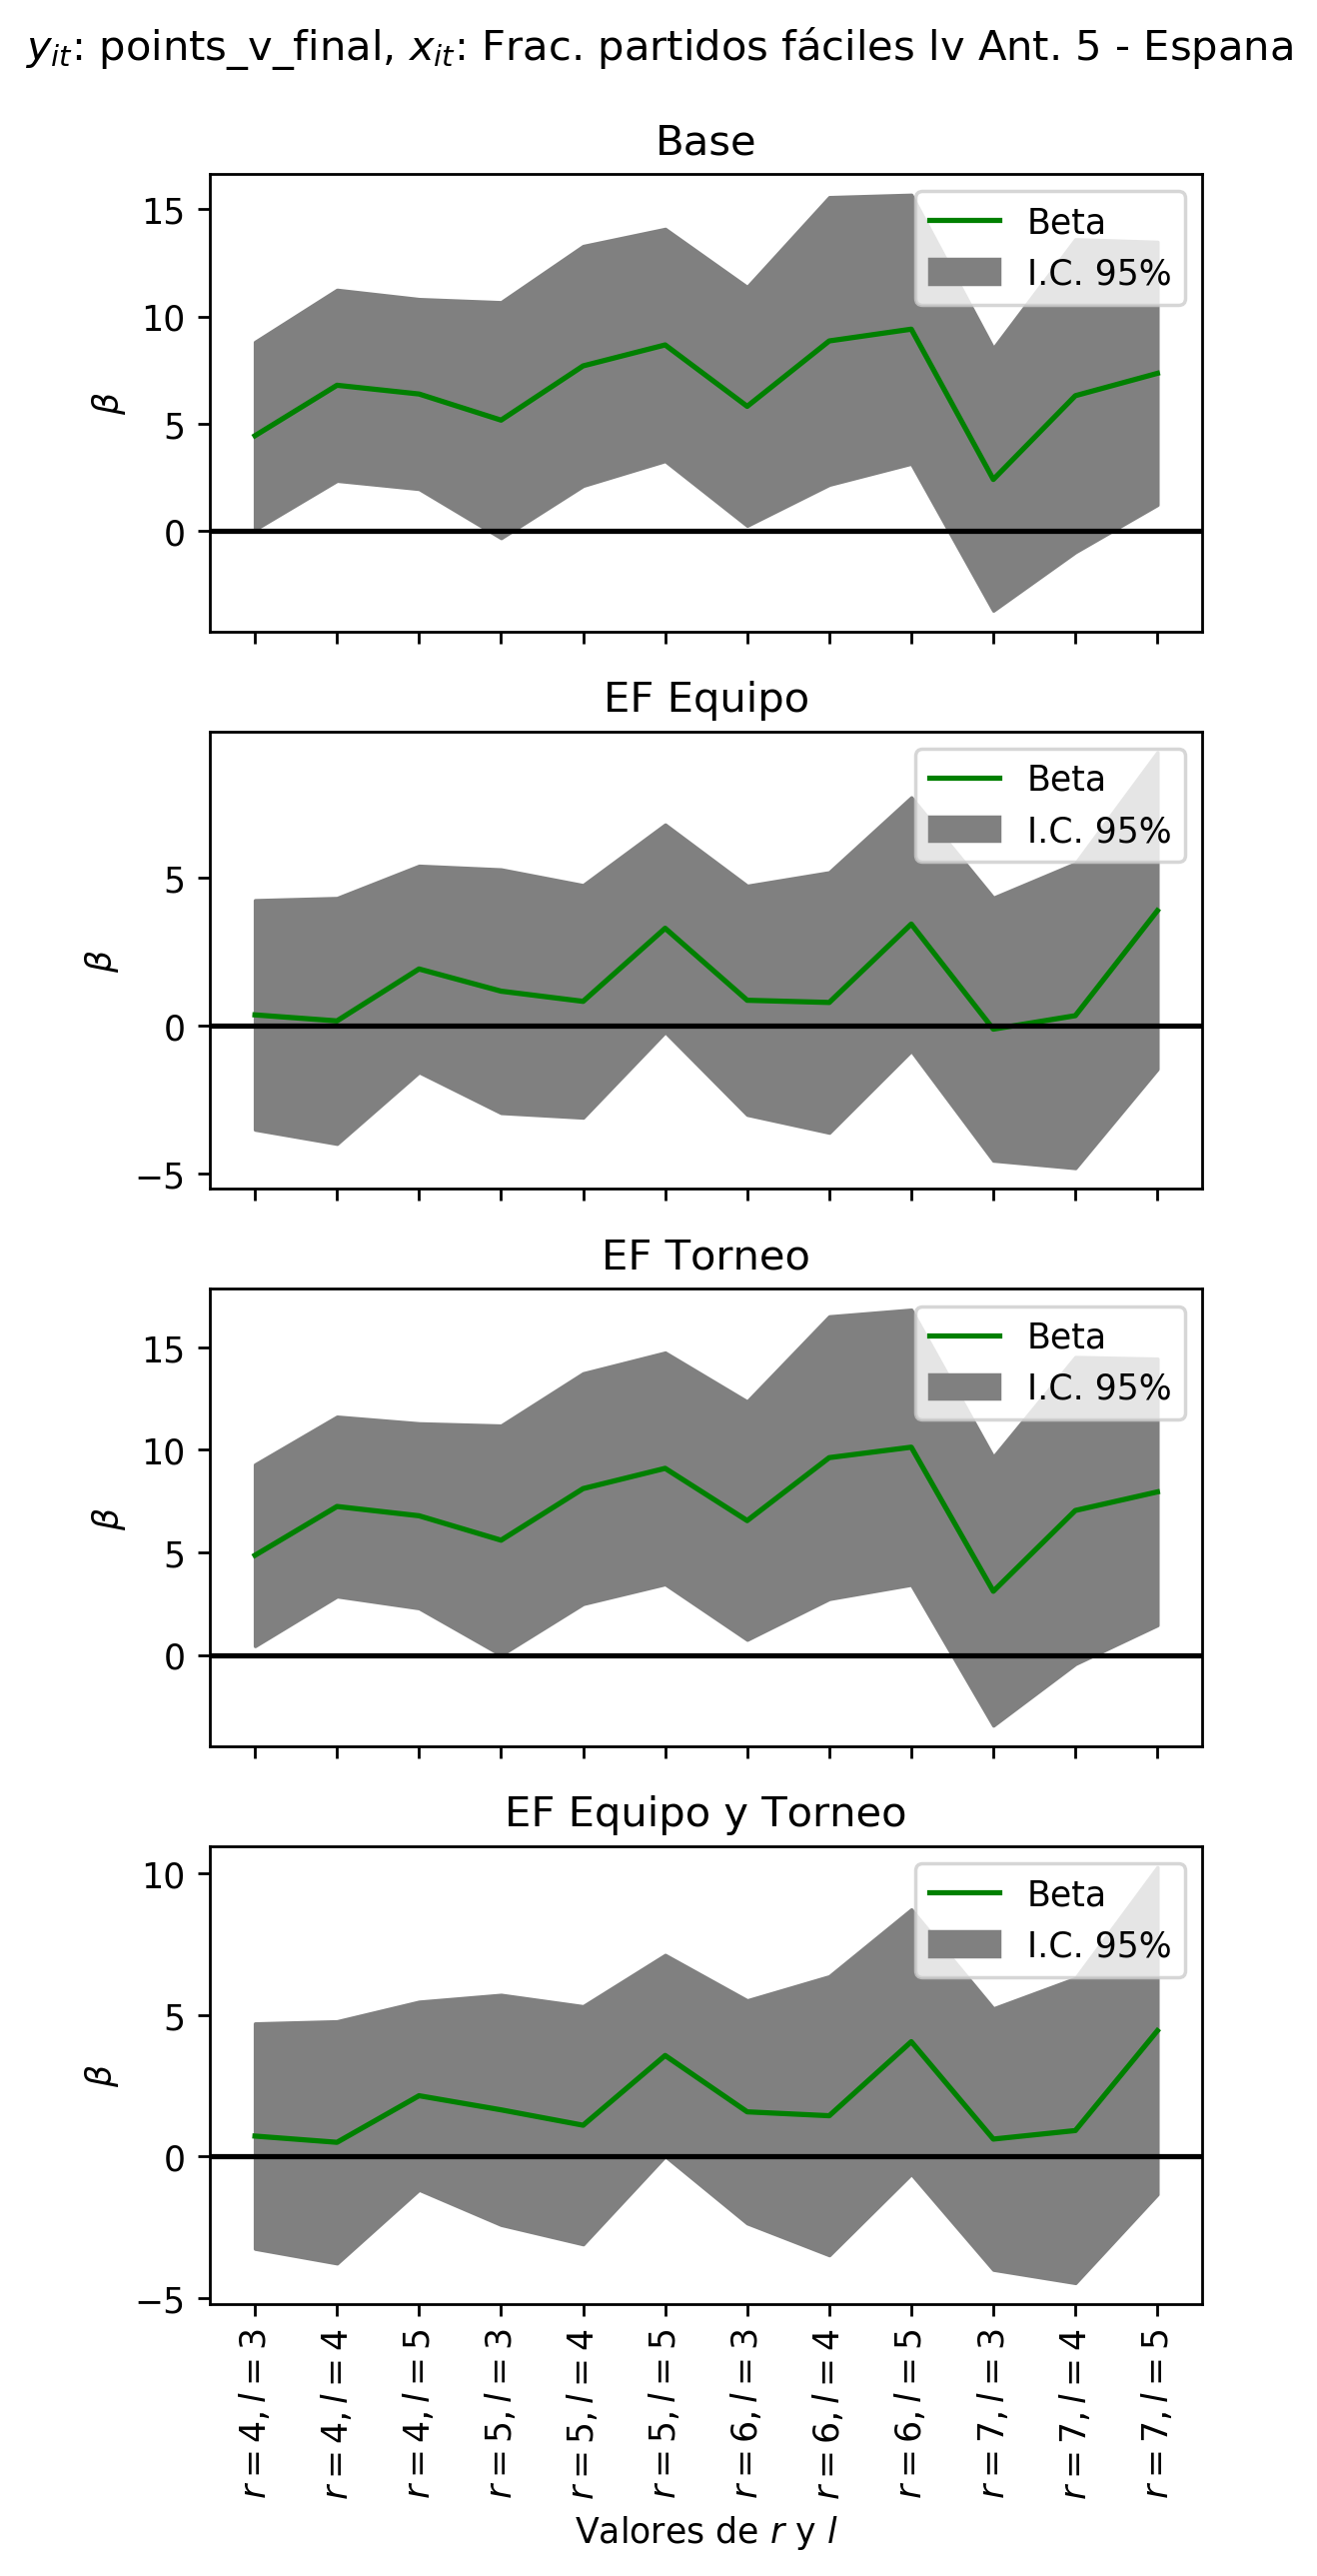 y_it: points_v_final, x_it: Frac. partidos fáciles lv Ant. 5 - Espana
Base
15
10
5
0
β
Beta
I.C. 95%
EF Equipo
5
0
−5
β
Beta
I.C. 95%
EF Torneo
15
10
5
0
β
Beta
I.C. 95%
EF Equipo y Torneo
10
5
0
−5
β
Beta
I.C. 95%
r = 4, l = 3
r = 4, l = 4
r = 4, l = 5
r = 5, l = 3
r = 5, l = 4
r = 5, l = 5
r = 6, l = 3
r = 6, l = 4
r = 6, l = 5
r = 7, l = 3
r = 7, l = 4
r = 7, l = 5
Valores de r y l